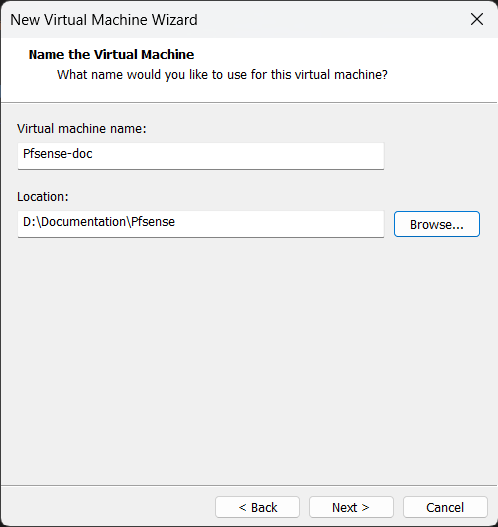 New Virtual Machine Wizard
Name the Virtual Machine
What name would you like to use for this virtual machine?
Virtual machine name:
Pfsense-doc
Location:
D:\Documentation\Pfsense
Browse...
< Back
Next >
Cancel